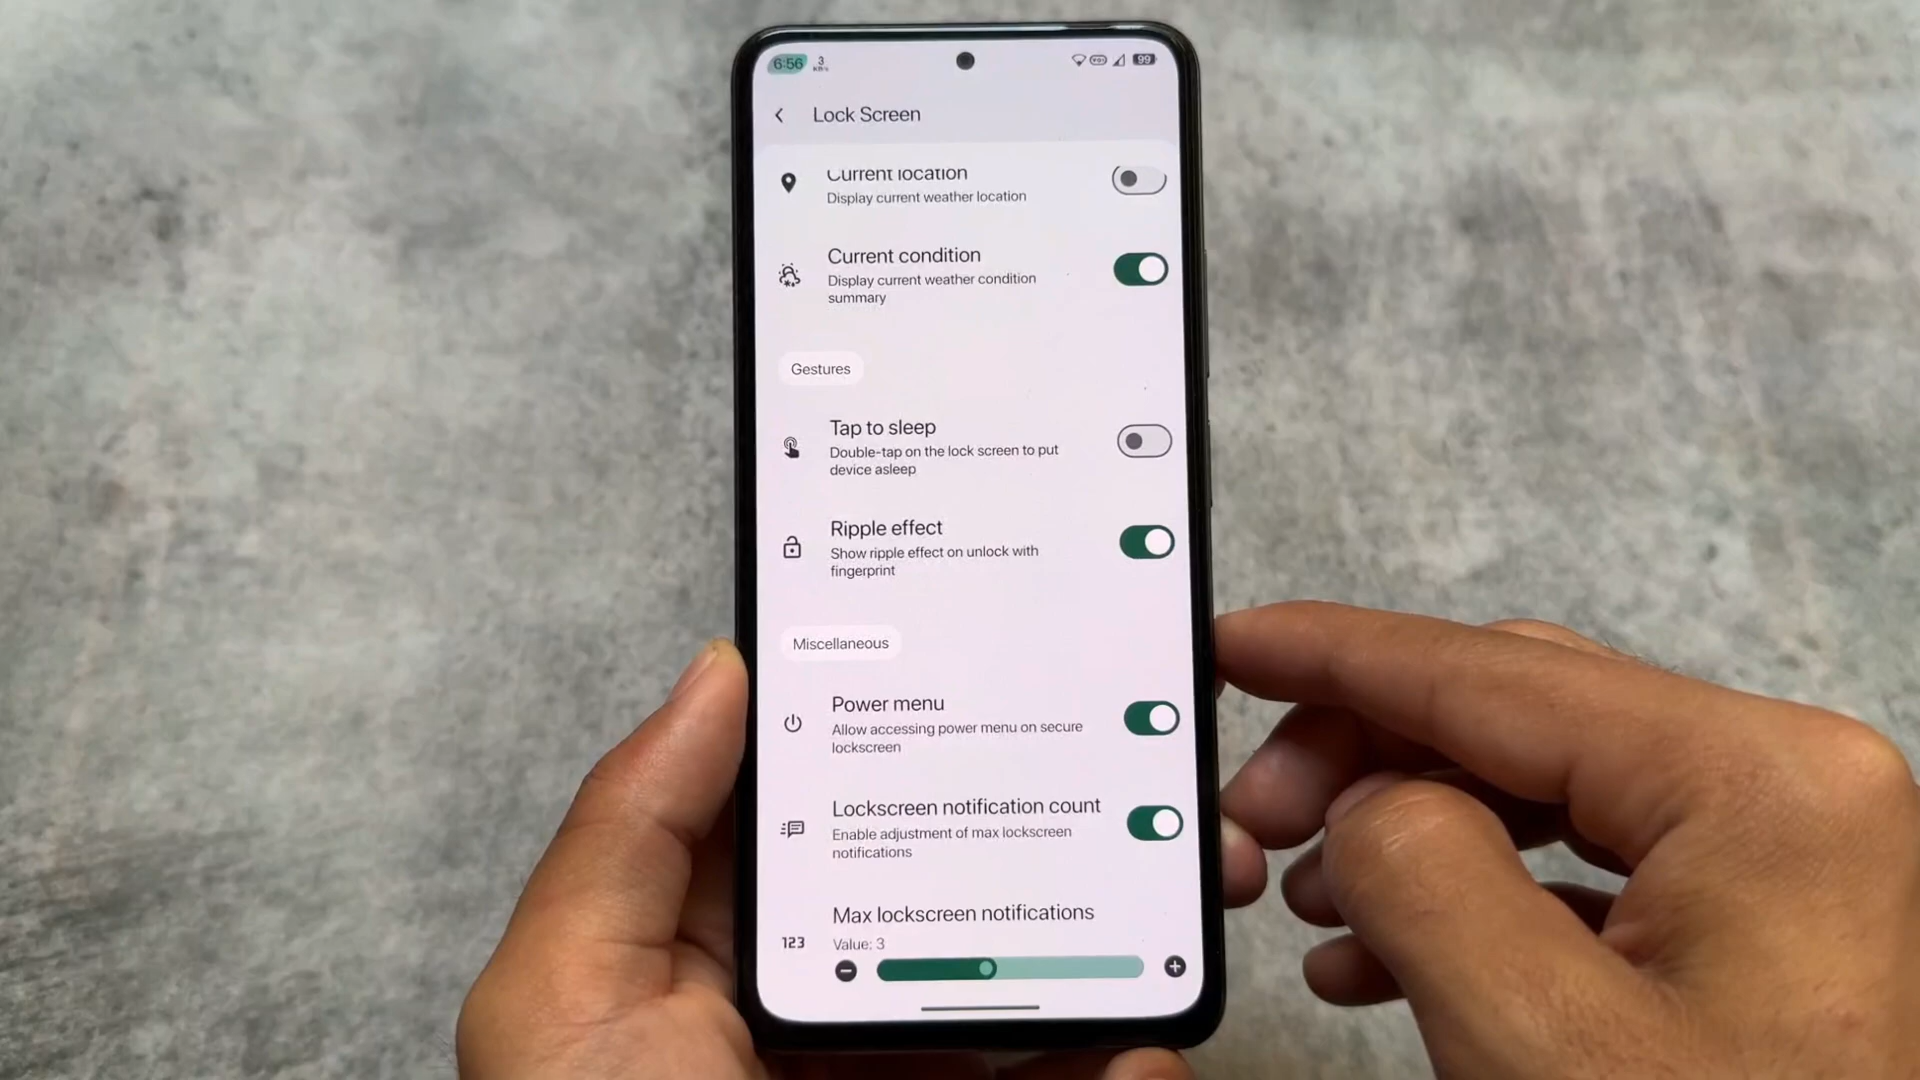 6:56 3 KB/s 99
Lock Screen
Current location
Display current weather location
Current condition
Display current weather condition
summary
Gestures
Tap to sleep
Double-tap on the lock screen to put
device asleep
Ripple effect
Show ripple effect on unlock with
fingerprint
Miscellaneous
Power menu
Allow accessing power menu on secure
lockscreen
Lockscreen notification count
Enable adjustment of max lockscreen
notifications
Max lockscreen notifications
123 Value: 3